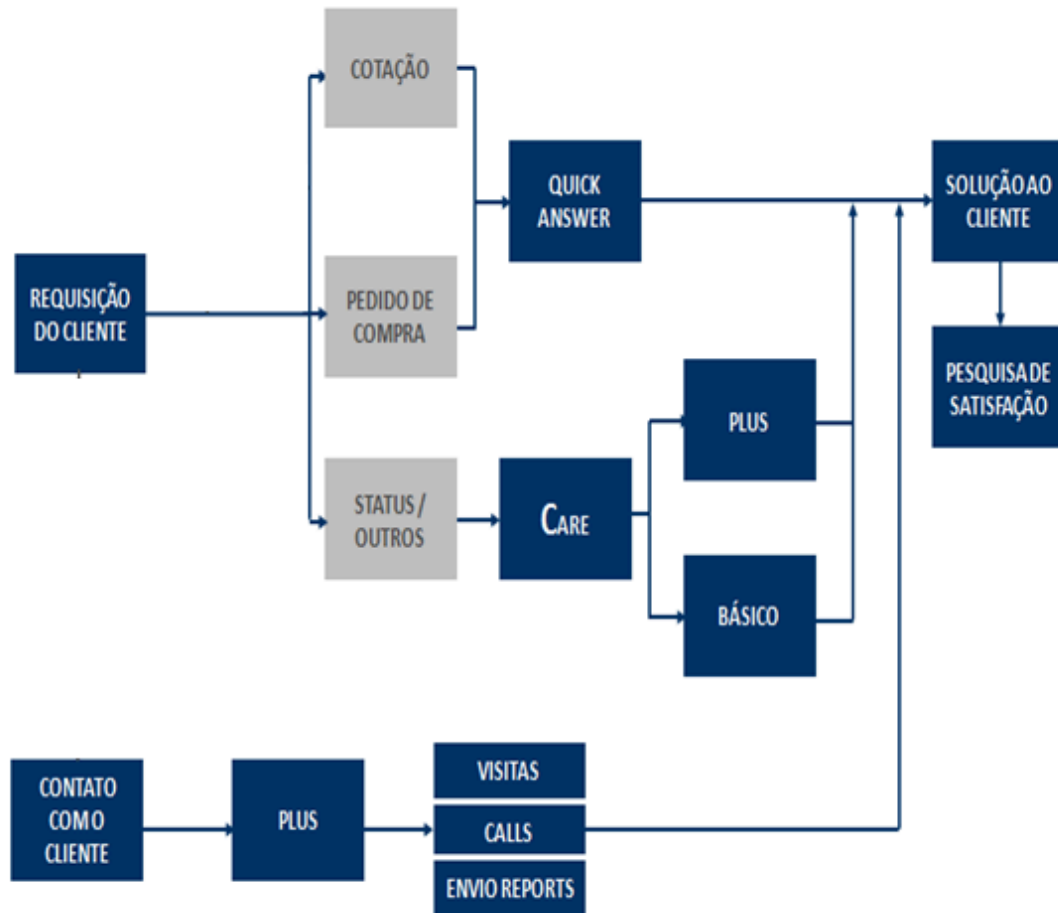 COTAÇÃO
QUICK
ANSWER
SOLUÇÃO AO
CLIENTE
REQUISIÇÃO
DO CLIENTE
PEDIDO DE
COMPRA
PESQUISA DE
SATISFAÇÃO
PLUS
STATUS /
OUTROS
CARE
BÁSICO
CONTATO
COM O
CLIENTE
PLUS
VISITAS
CALLS
ENVIO REPORTS